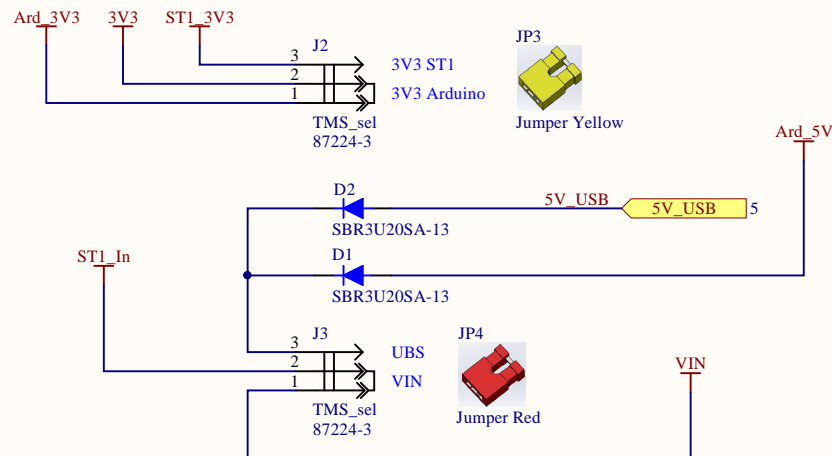 Ard_3V3 3V3 ST1_3V3
J2
JP3
3
3V3 ST1
2
1
3V3 Arduino
TMS_sel
87224-3
Jumper Yellow
Ard_5V
D2
5V_USB
5V_USB
5
SBR3U20SA-13
ST1_In
D1
SBR3U20SA-13
J3
JP4
3
UBS
2
VIN
1
VIN
TMS_sel
87224-3
Jumper Red